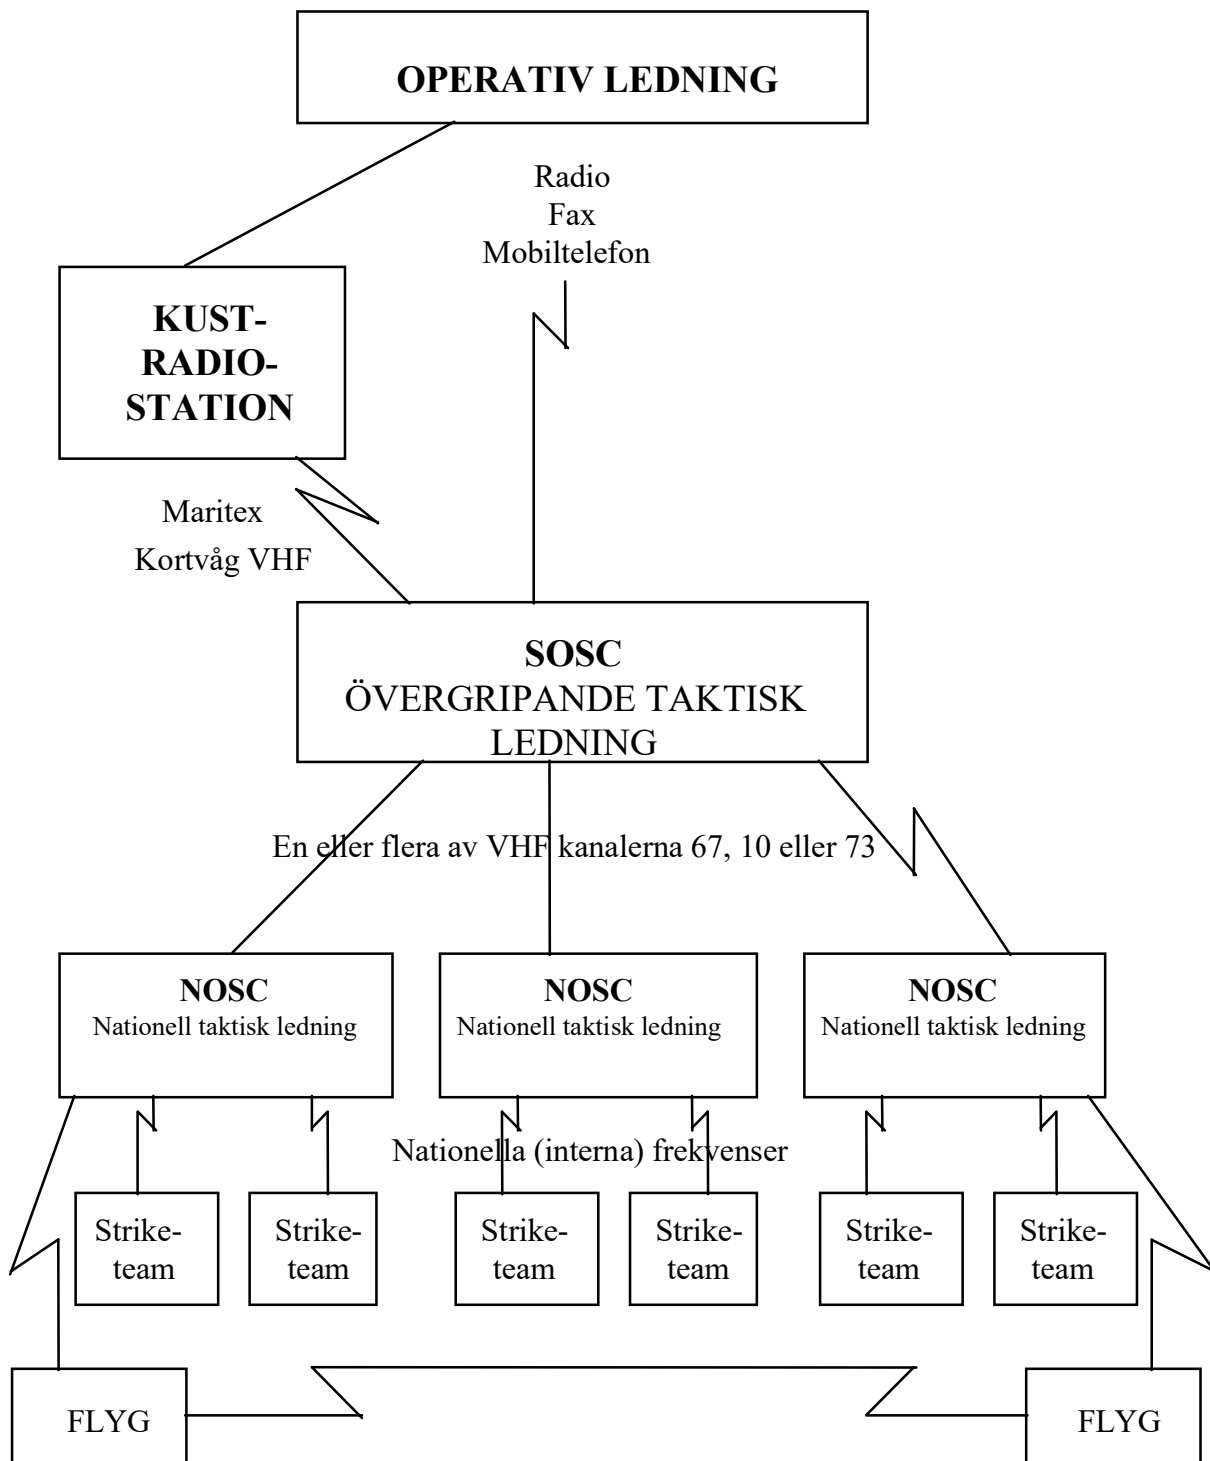 OPERATIV LEDNING
Radio
Fax
Mobiltelefon
KUST-
RADIO-
STATION
Maritex
Kortvåg VHF
SOSC
ÖVERGRIPANDE TAKTISK
LEDNING
En eller flera av VHF kanalerna 67, 10 eller 73
NOSC
Nationell taktisk ledning
NOSC
Nationell taktisk ledning
NOSC
Nationell taktisk ledning
Nationella (interna) frekvenser
Strike-
team
Strike-
team
Strike-
team
Strike-
team
Strike-
team
Strike-
team
FLYG
FLYG